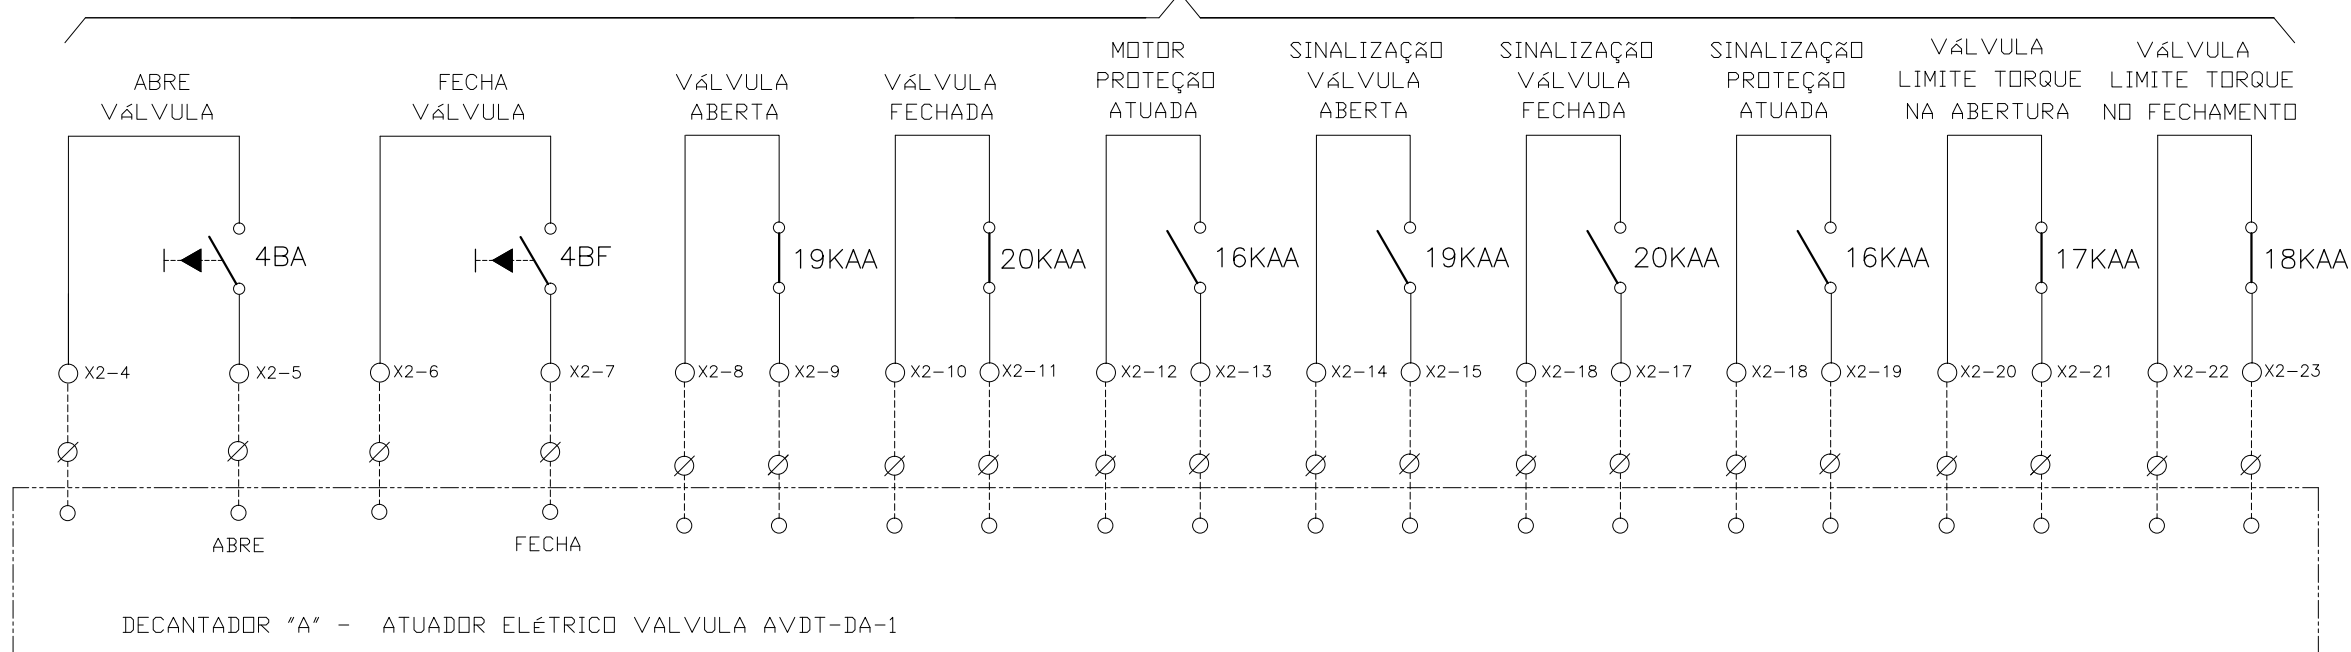 ABRE
VáLVULA
FECHA
VáLVULA
VáLVULA
ABERTA
VáLVULA
FECHADA
MOTOR
PROTEÇãO
ATUADA
SINALIZAÇãO
VáLVULA
ABERTA
SINALIZAÇãO
VáLVULA
FECHADA
SINALIZAÇãO
PROTEÇãO
ATUADA
VáLVULA
LIMITE TORQUE
NA ABERTURA
VáLVULA
LIMITE TORQUE
NO FECHAMENTO
4BA
4BF
19KAA
20KAA
16KAA
19KAA
20KAA
16KAA
17KAA
18KAA
X2-4
X2-5
X2-6
X2-7
X2-8
X2-9
X2-10
X2-11
X2-12
X2-13
X2-14
X2-15
X2-18
X2-17
X2-18
X2-19
X2-20
X2-21
X2-22
X2-23
ABRE
FECHA
DECANTADOR "A" - ATUADOR ELéTRICO VALVULA AVDT-DA-1